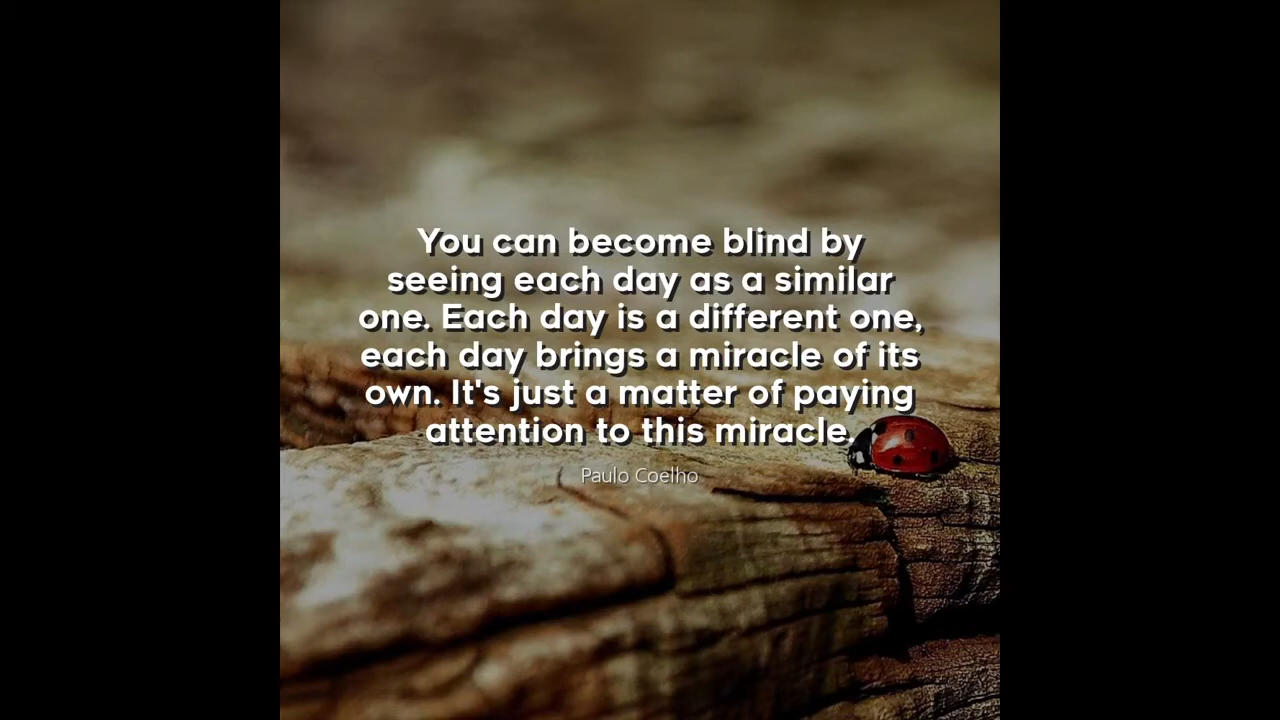 You can become blind by
seeing each day as a similar
one. Each day is a different one,
each day brings a miracle of its
own. It's just a matter of paying
attention to this miracle.
Paulo Coelho